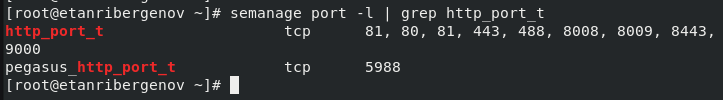 [root@etanribergenov ~]# semanage port -l | grep http_port_t
http_port_t                    tcp      81, 80, 81, 443, 488, 8008, 8009, 8443,
9000
pegasus_http_port_t            tcp      5988
[root@etanribergenov ~]#